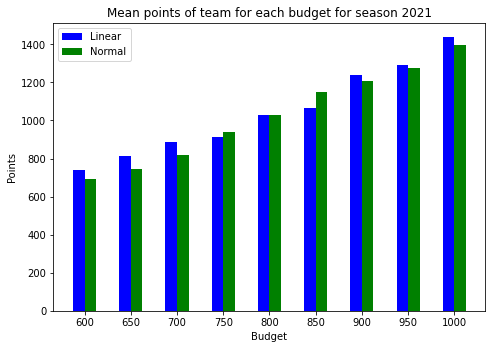 Mean points of team for each budget for season 2021
Linear
Normal
Points
1400
1200
1000
800
600
400
200
0
600 650 700 750 800 850 900 950 1000
Budget